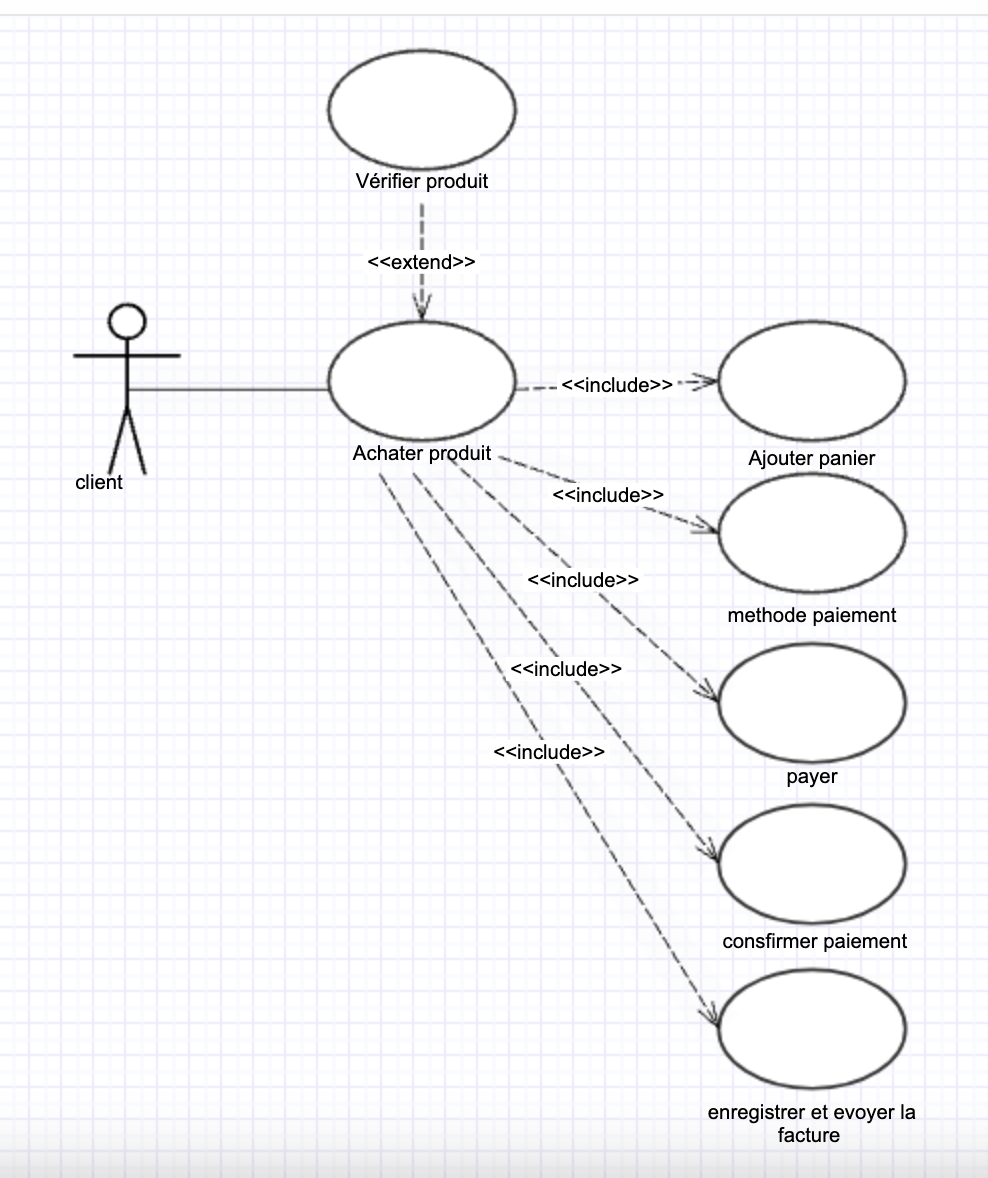 Vérifier produit
<<extend>>
<<include>>
Achater produit
Ajouter panier
client
<<include>>
<<include>>
methode paiement
<<include>>
<<include>>
payer
consfirmer paiement
enregistrer et evoyer la
facture